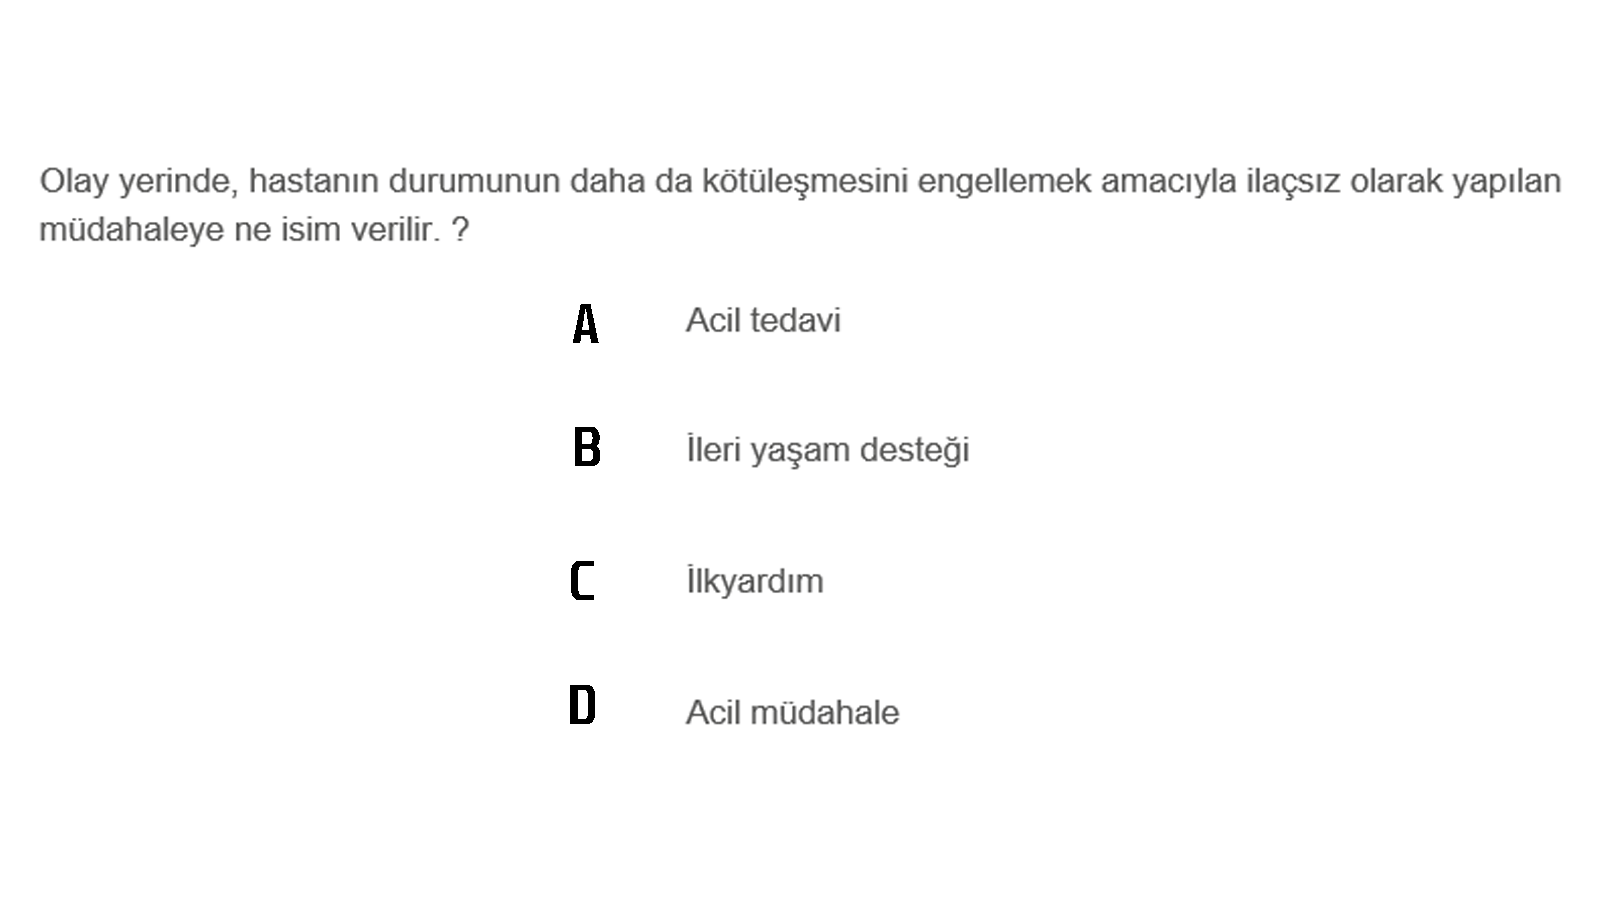 Olay yerinde, hastanın durumunun daha da kötüleşmesini engellemek amacıyla ilaçsız olarak yapılan
müdahaleye ne isim verilir. ?
A Acil tedavi
B İleri yaşam desteği
C İlkyardım
D Acil müdahale